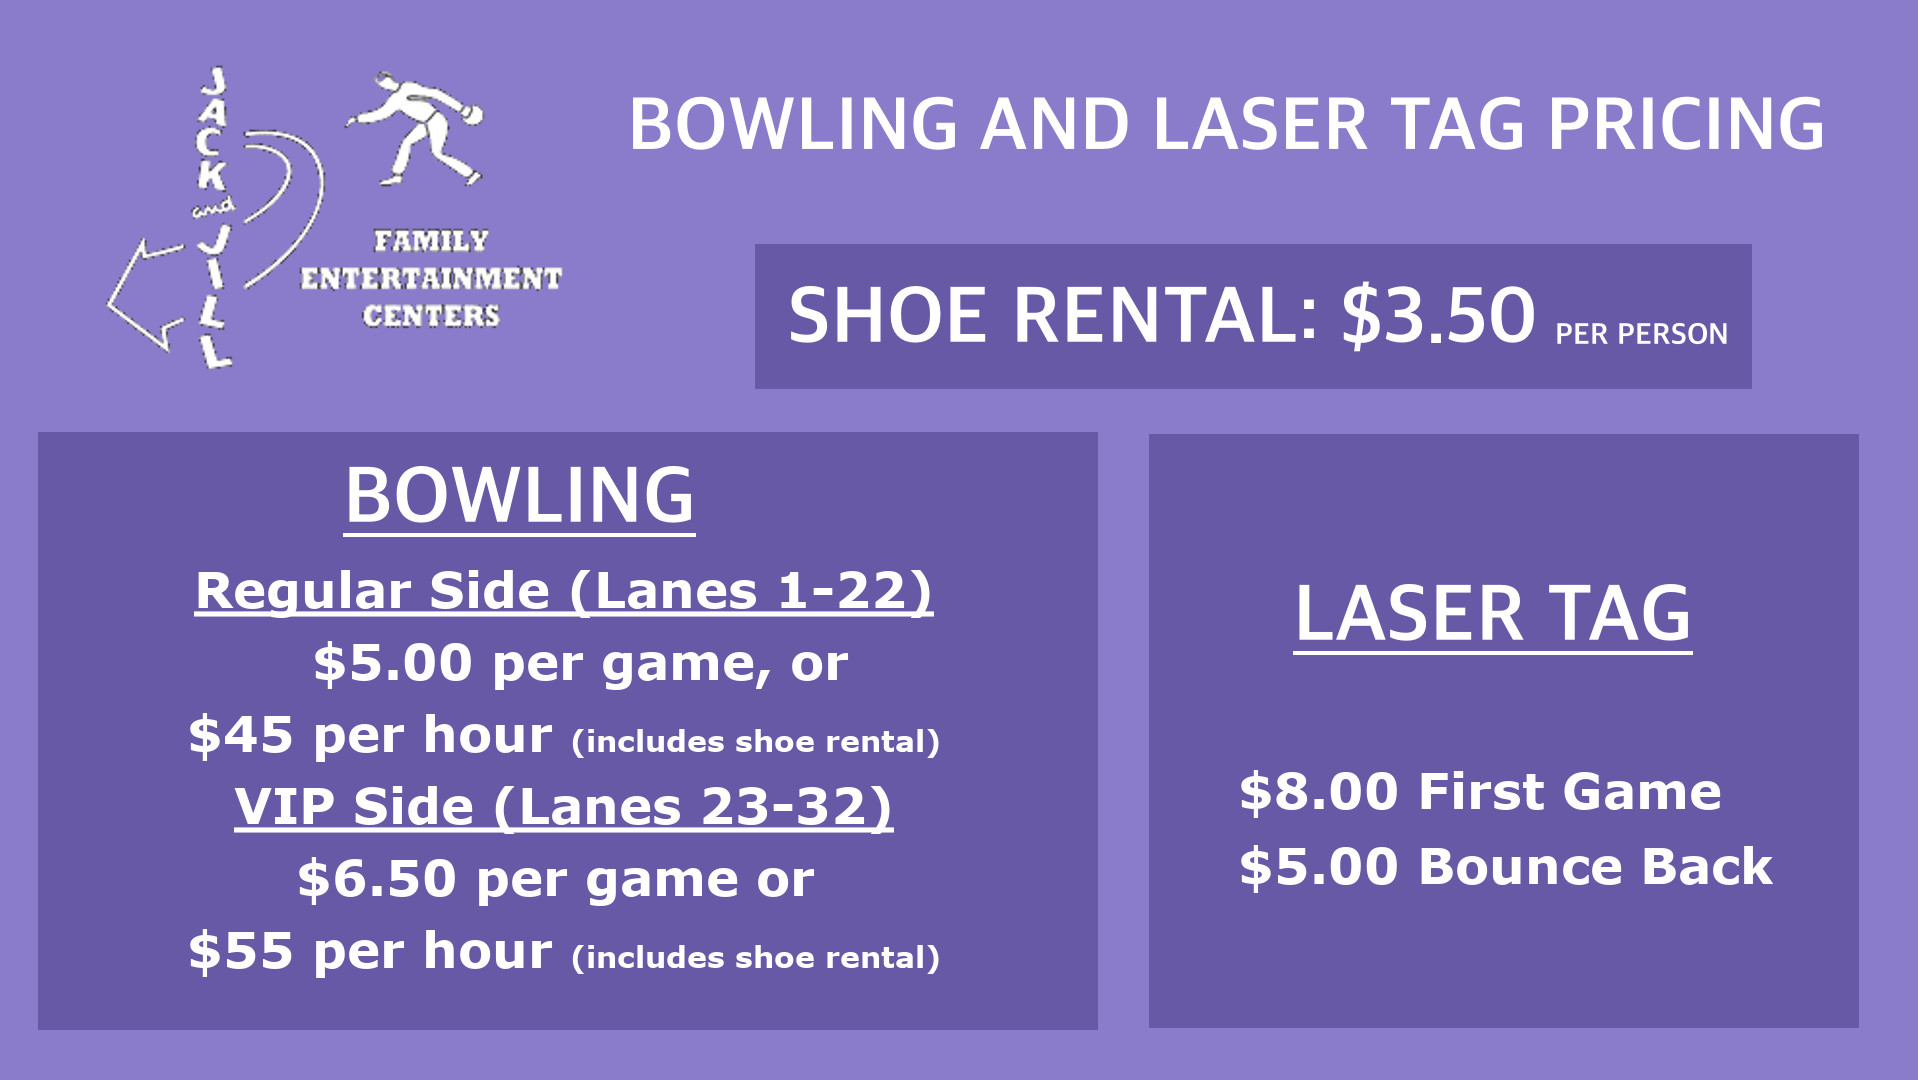 JACK and JILL
FAMILY
ENTERTAINMENT
CENTERS
BOWLING AND LASER TAG PRICING
SHOE RENTAL: $3.50 PER PERSON
BOWLING
Regular Side (Lanes 1-22)
$5.00 per game, or
$45 per hour (includes shoe rental)
VIP Side (Lanes 23-32)
$6.50 per game or
$55 per hour (includes shoe rental)
LASER TAG
$8.00 First Game
$5.00 Bounce Back